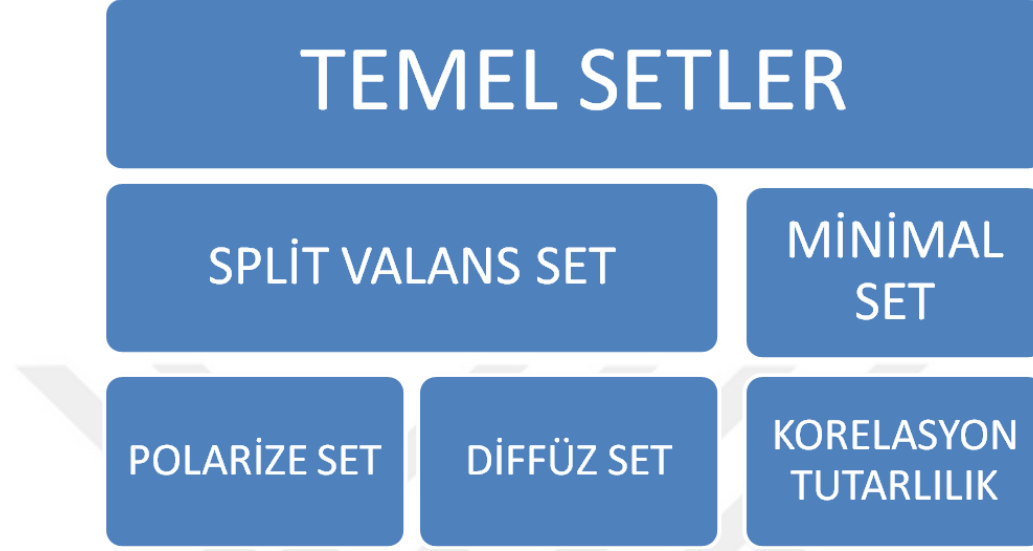 TEMEL SETLER
SPLİT VALANS SET
MİNİMAL
SET
POLARİZE SET
DİFFÜZ SET
KORELASYON
TUTARLILIK